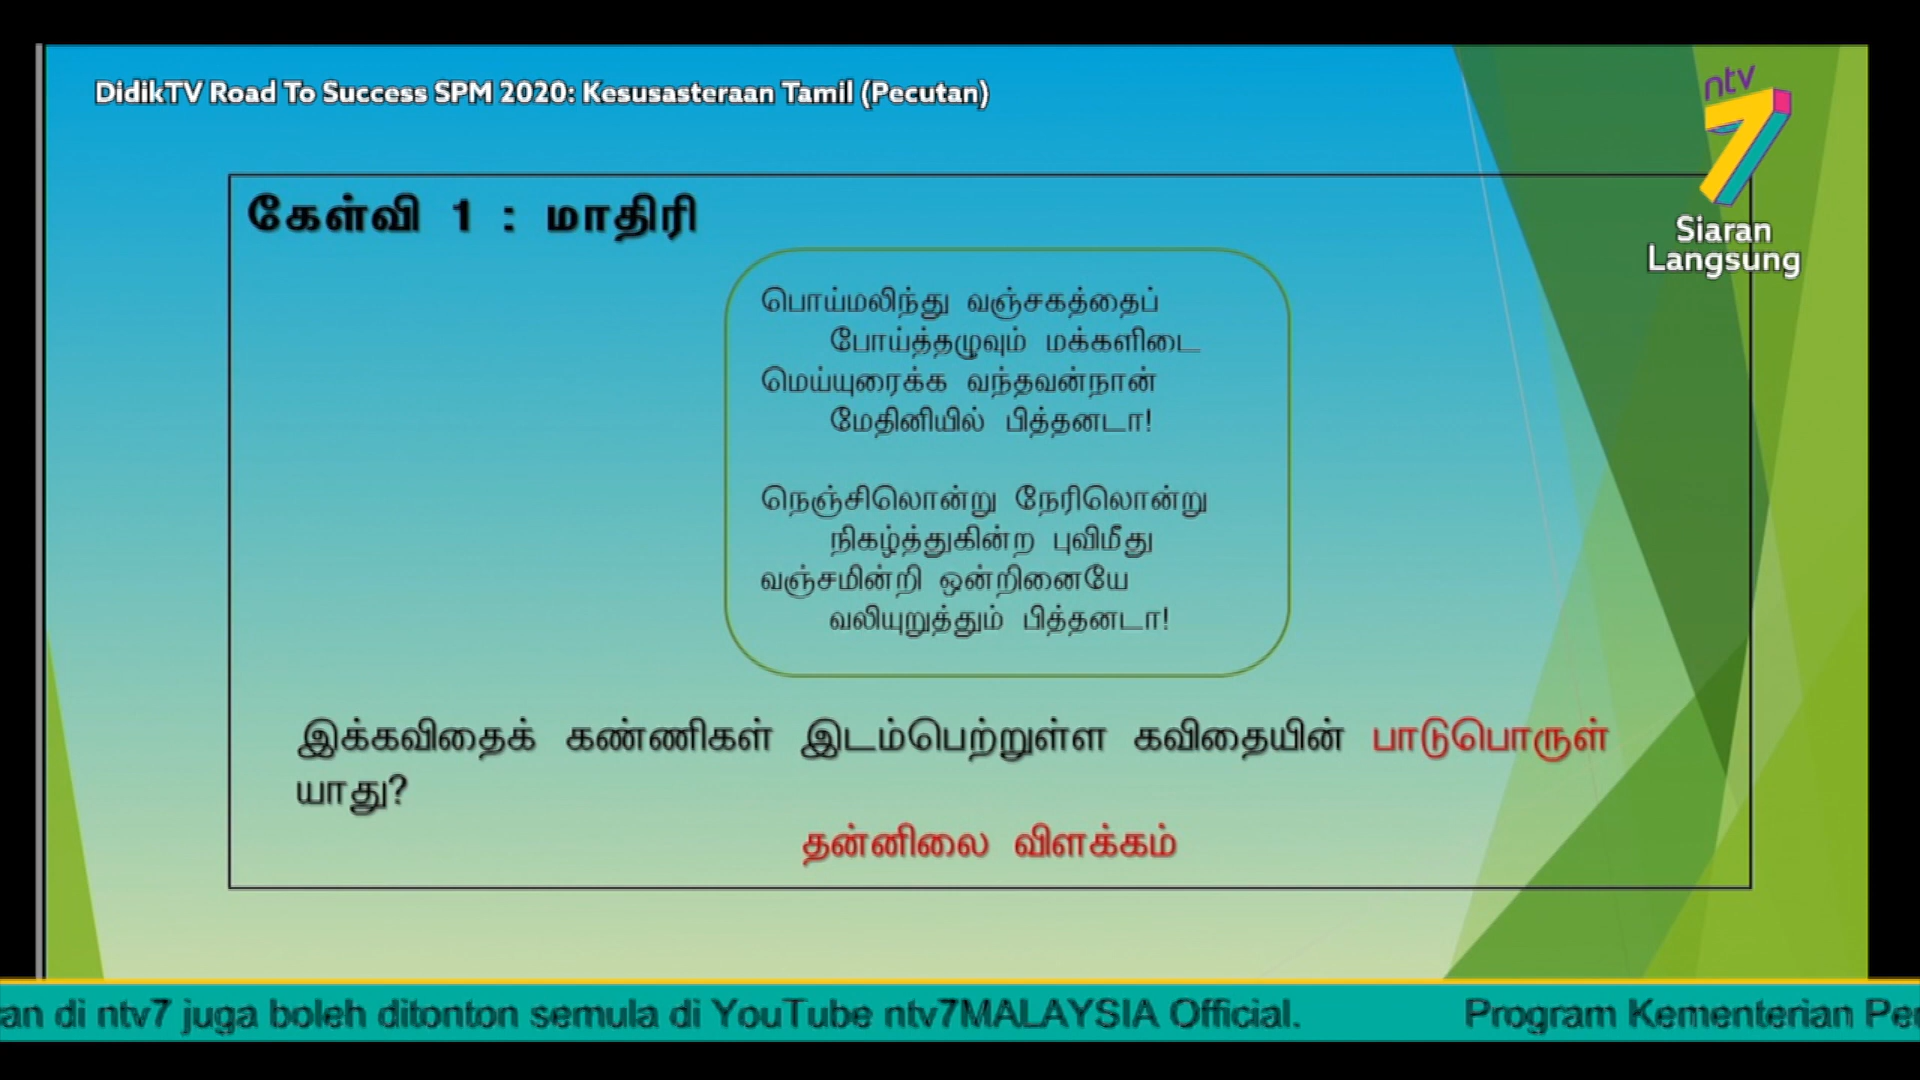 DidikTV Road To Success SPM 2020: Kesusasteraan Tamil (Pecutan)
ntv
7
Siaran
Langsung
கேள்வி 1 : மாதிரி
பொய்மலிந்து வஞ்சகத்தைப்
போய்த்தழுவும் மக்களிடை
மெய்யுரைக்க வந்தவன்நான்
மேதினியில் பித்தனடா!
நெஞ்சிலொன்று நேரிலொன்று
நிகழ்த்துகின்ற புவிமீது
வஞ்சமின்றி ஒன்றினையே
வலியுறுத்தும் பித்தனடா!
இக்கவிதைக் கண்ணிகள் இடம்பெற்றுள்ள கவிதையின் பாடுபொருள்
யாது?
தன்னிலை விளக்கம்
an di ntv7 juga boleh ditonton semula di YouTube ntv7MALAYSIA Official. Program Kementerian Pe